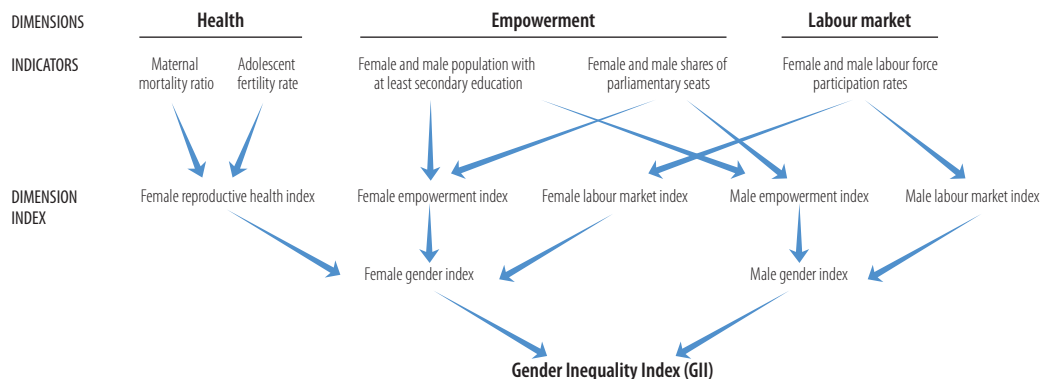 DIMENSIONS Health Empowerment Labour market
INDICATORS Maternal Adolescent Female and male population with Female and male shares of Female and male labour force
mortality ratio fertility rate at least secondary education parliamentary seats participation rates
DIMENSION Female reproductive health index Female empowerment index Female labour market index Male empowerment index Male labour market index
INDEX
Female gender index Male gender index
Gender Inequality Index (GII)